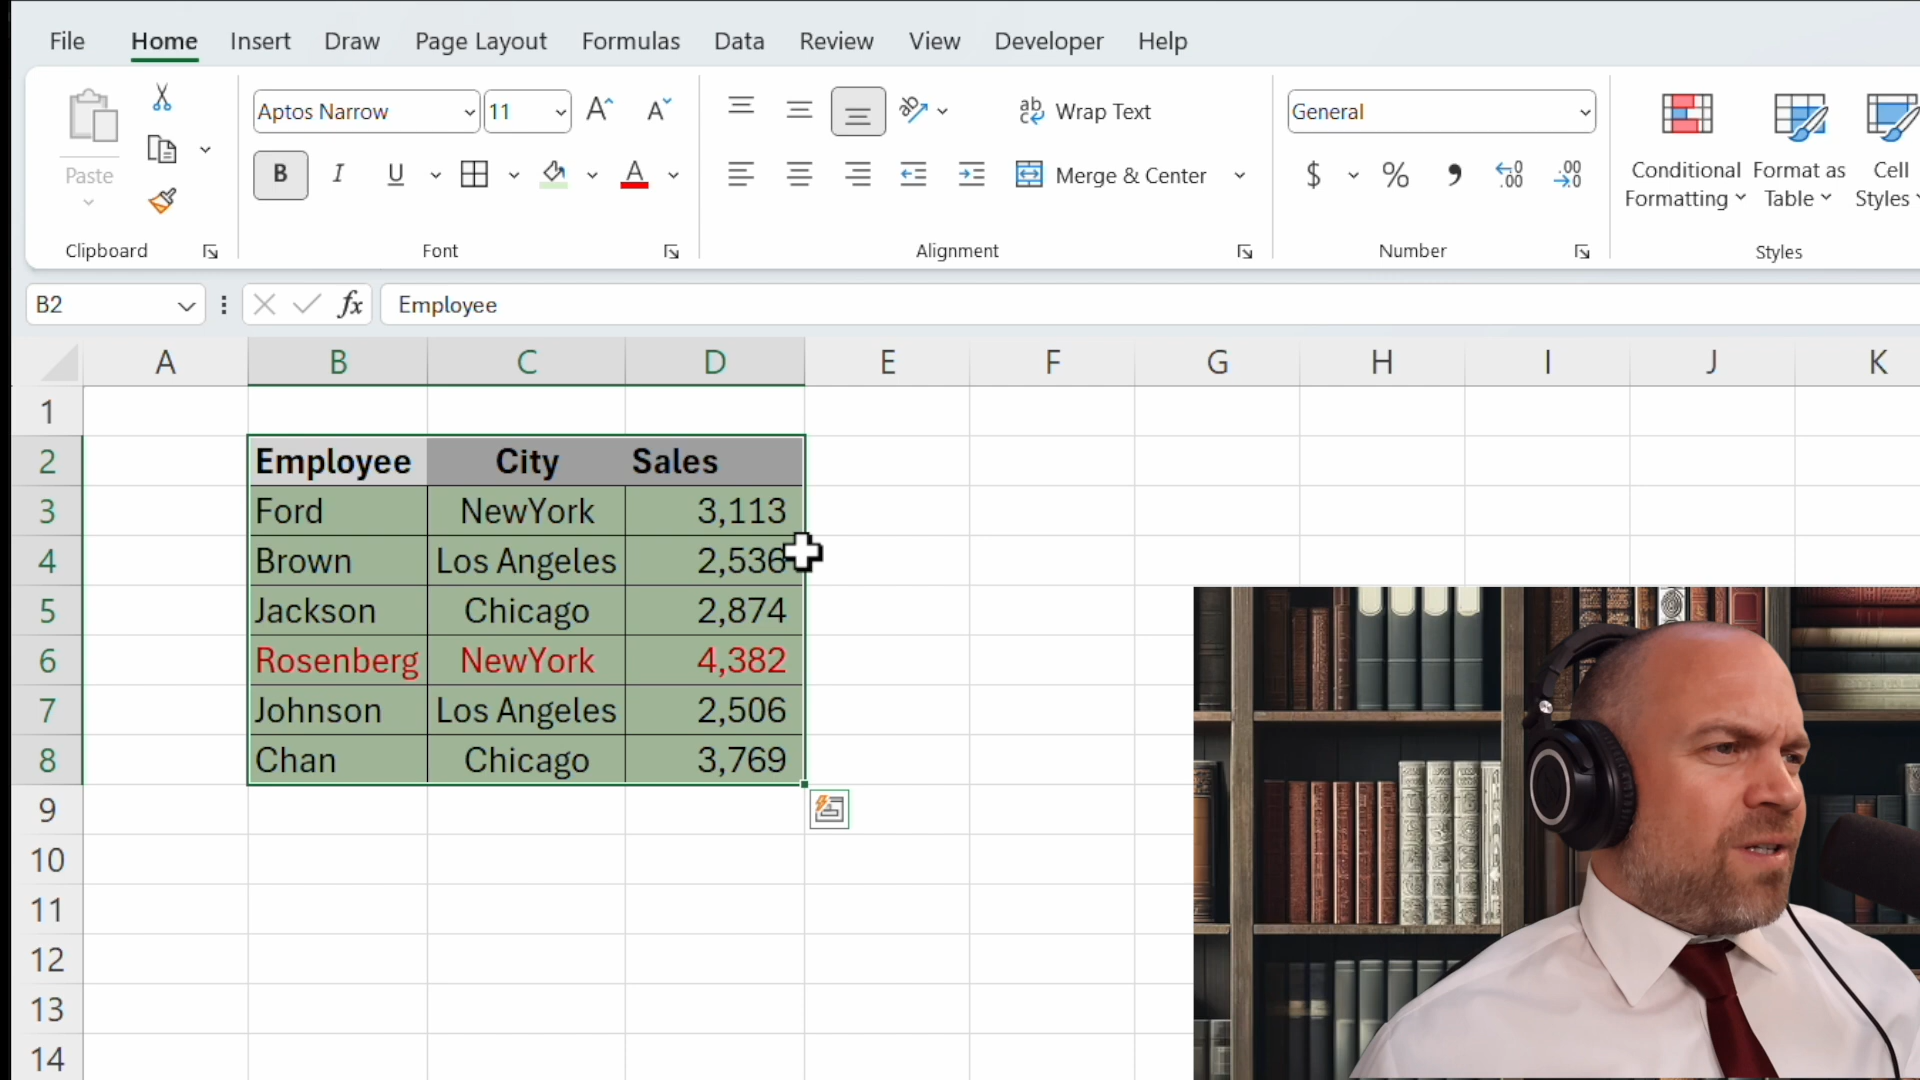 File Home Insert Draw Page Layout Formulas Data Review View Developer Help
Aptos Narrow 11 A A ab Wrap Text General
Paste B I U A Merge & Center $ % , .00 .00 Conditional Formatting Format as Table Cell Styles
Clipboard Font Alignment Number Styles
B2 fx Employee
A B C D E F G H I J K
1
2 Employee City Sales
3 Ford NewYork 3,113
4 Brown Los Angeles 2,536
5 Jackson Chicago 2,874
6 Rosenberg NewYork 4,382
7 Johnson Los Angeles 2,506
8 Chan Chicago 3,769
9
10
11
12
13
14